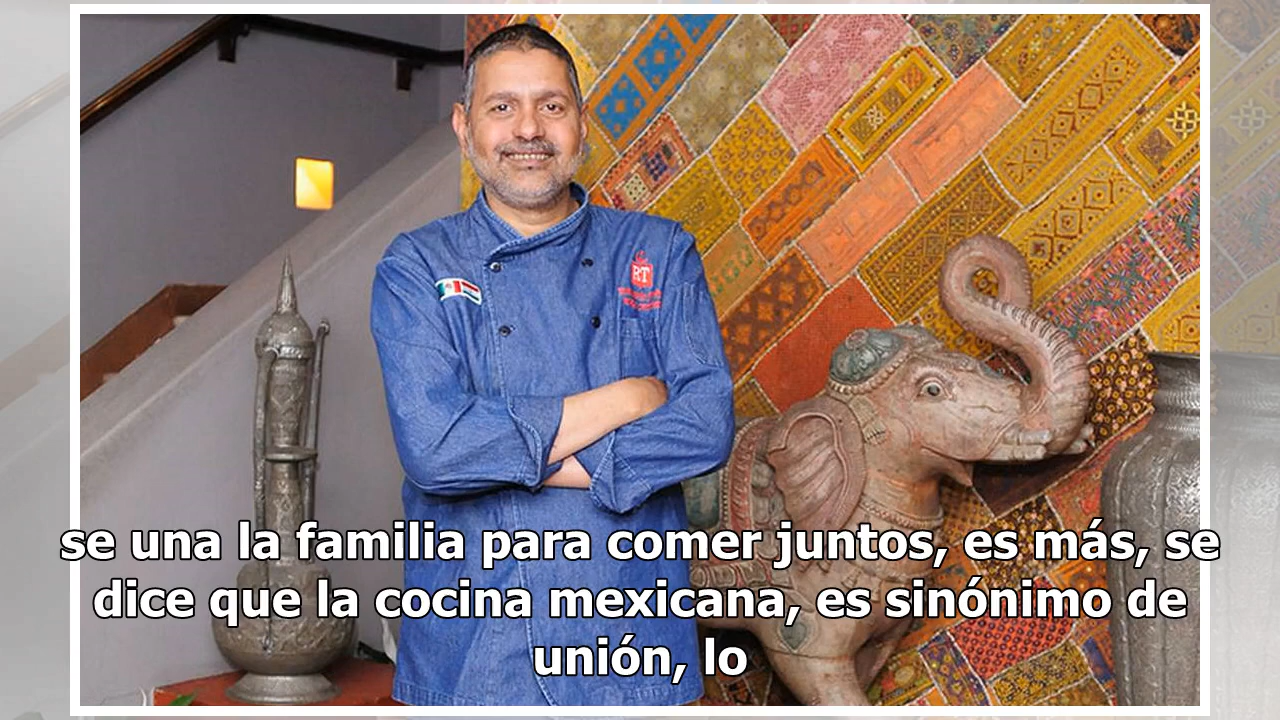 RT
se una la familia para comer juntos, es más, se
dice que la cocina mexicana, es sinónimo de
unión, lo